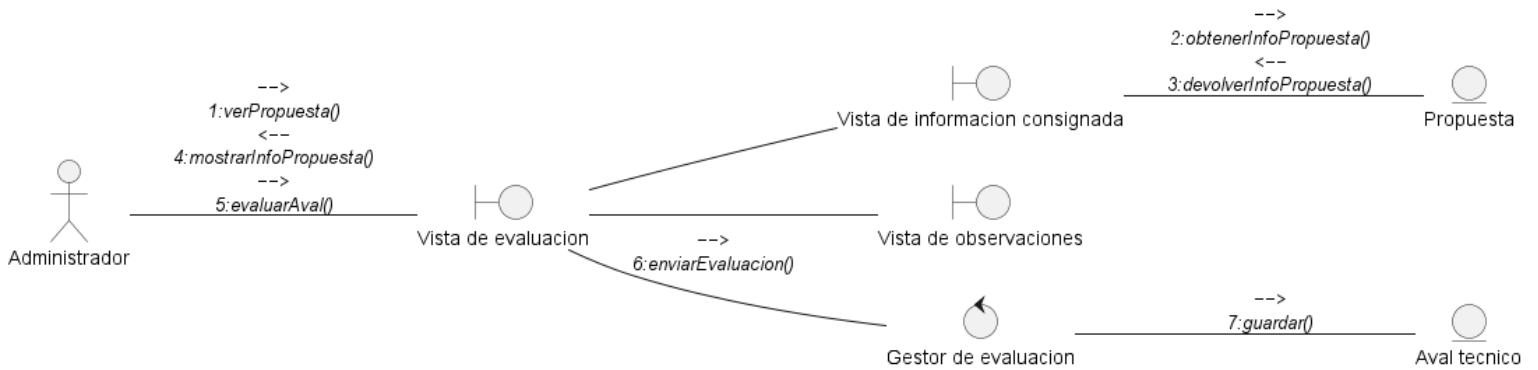 -->
2:obtenerInfoPropuesta()
<--
3:devolverInfoPropuesta()
Vista de informacion consignada
Propuesta
-->
1:verPropuesta()
<--
4:mostrarInfoPropuesta()
-->
5:evaluarAval()
Administrador
Vista de evaluacion
Vista de observaciones
-->
6:enviarEvaluacion()
-->
7:guardar()
Gestor de evaluacion
Aval tecnico